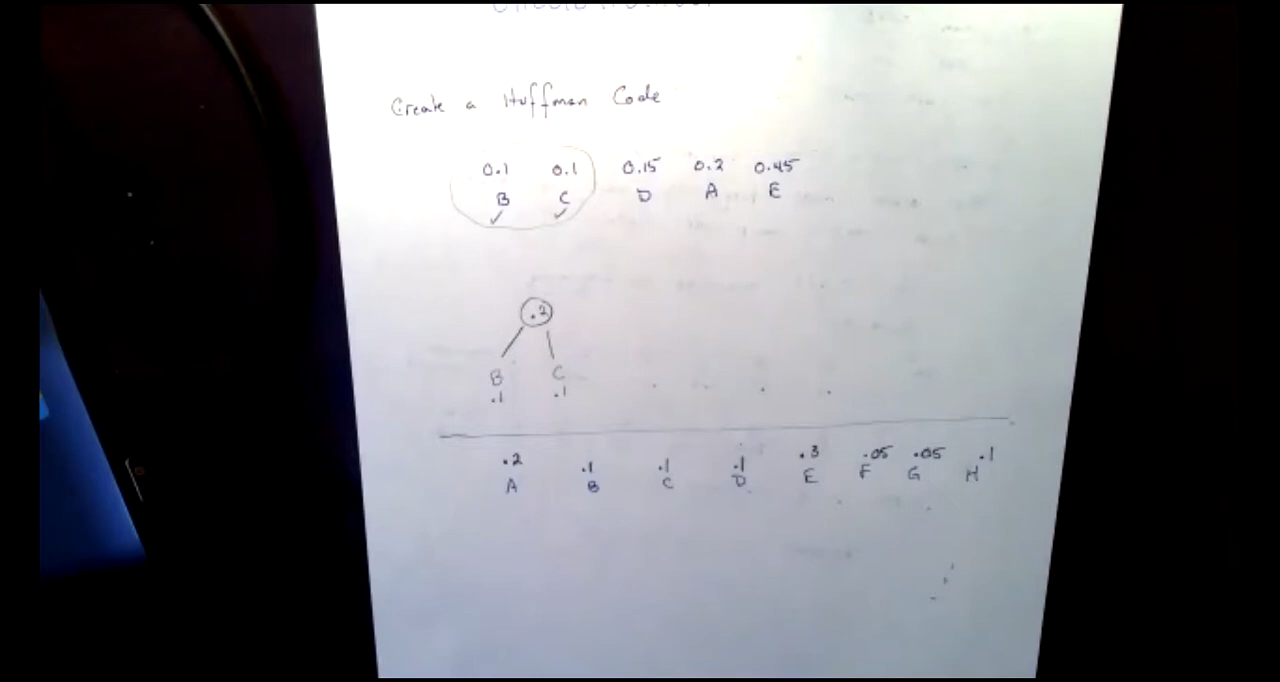 Create a Huffman Code
0.1 0.1 0.15 0.2 0.45
B C D A E
.2
B C
.1 .1
.2 .1 .1 .1 .3 .05 .05 .1
A B C D E F G H